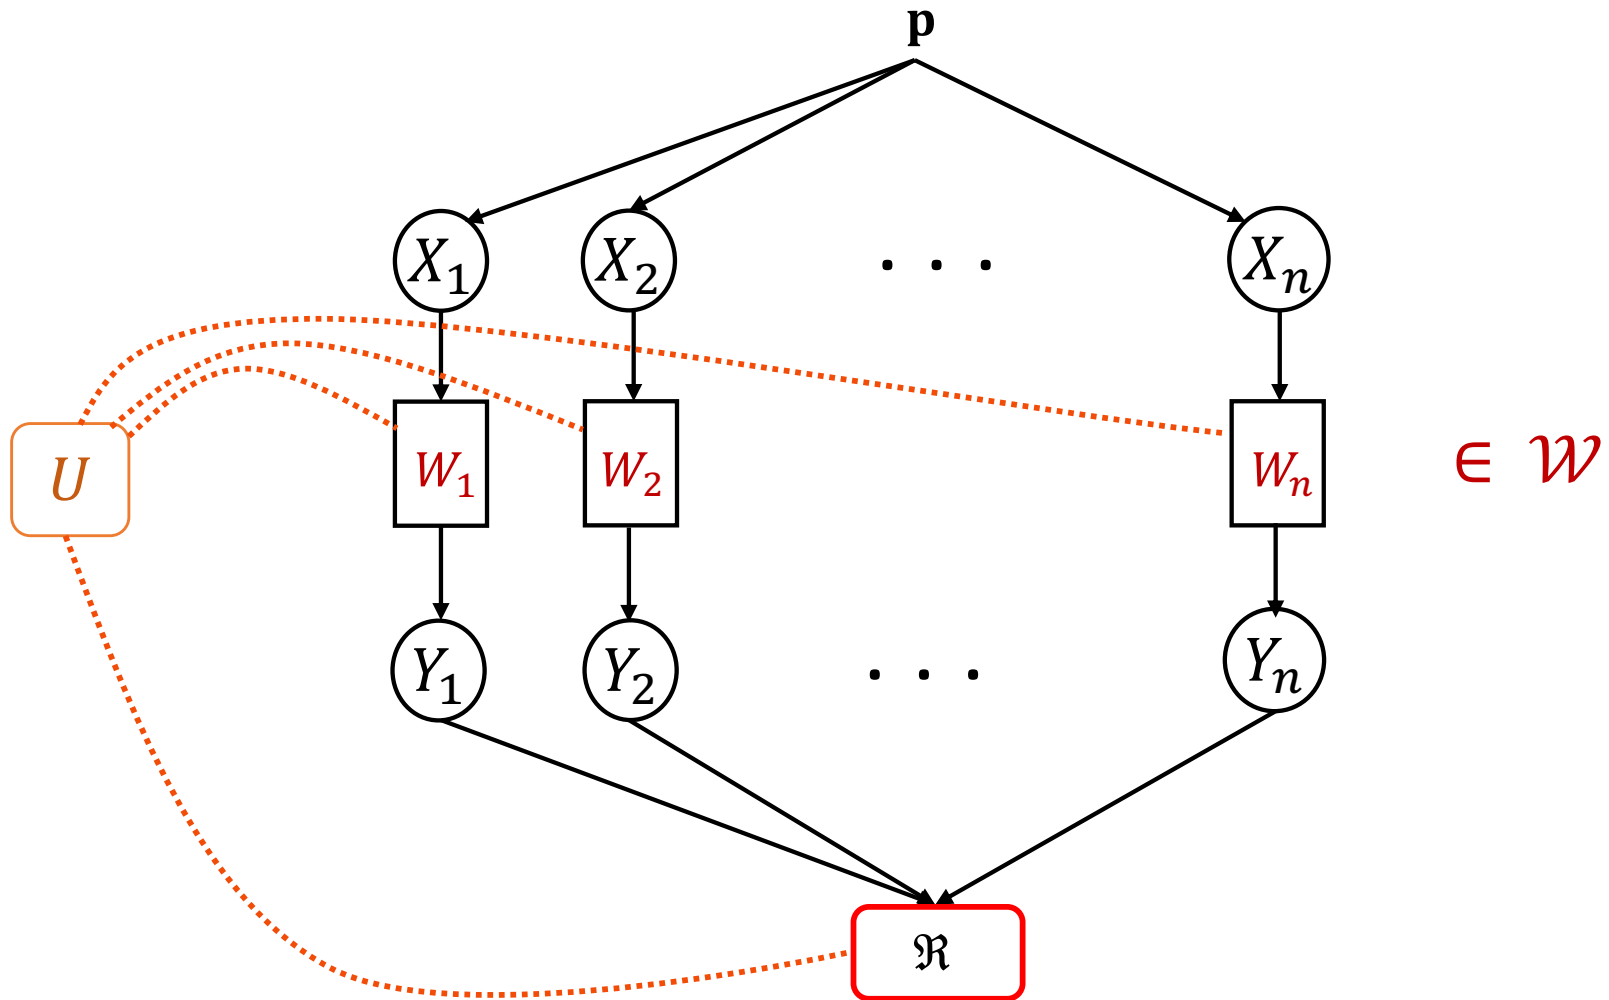 p
X₁ X₂ . . . Xₙ
U W₁ W₂ Wₙ ∈ 𝒲
Y₁ Y₂ . . . Yₙ
ℜ